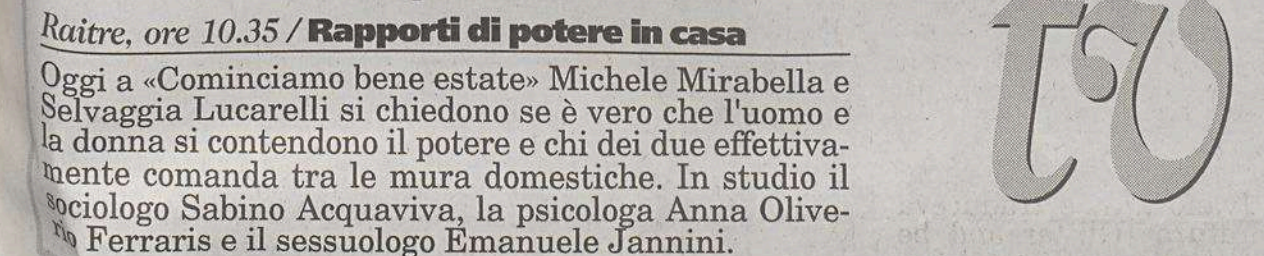 Raitre, ore 10.35 / Rapporti di potere in casa
Oggi a «Cominciamo bene estate» Michele Mirabella e
Selvaggia Lucarelli si chiedono se è vero che l'uomo e
la donna si contendono il potere e chi dei due effettiva-
mente comanda tra le mura domestiche. In studio il
sociologo Sabino Acquaviva, la psicologa Anna Olive-
rio Ferraris e il sessuologo Emanuele Jannini.
tv